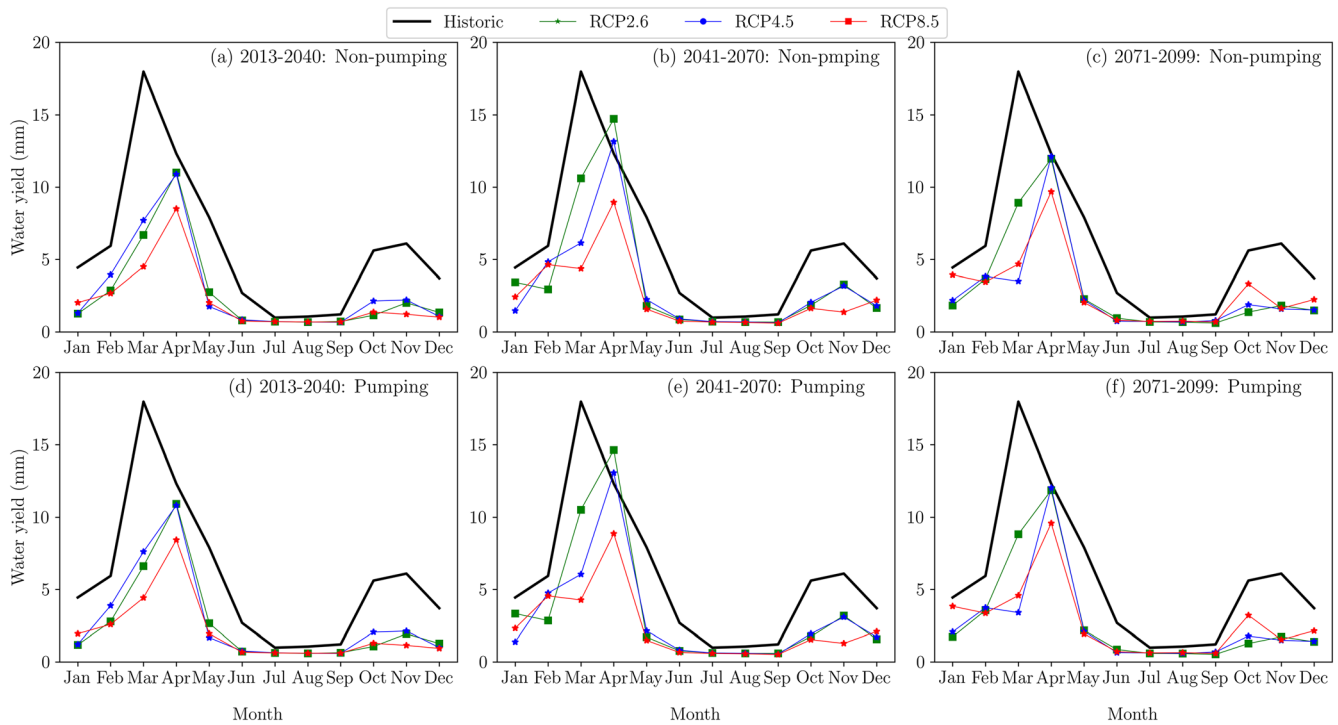 Historic RCP2.6 RCP4.5 RCP8.5
(a) 2013-2040: Non-pumping
(b) 2041-2070: Non-pmping
(c) 2071-2099: Non-pumping
Water yield (mm)
20
15
10
5
0
20
15
10
5
0
20
15
10
5
0
Jan Feb Mar Apr May Jun Jul Aug Sep Oct Nov Dec
Jan Feb Mar Apr May Jun Jul Aug Sep Oct Nov Dec
Jan Feb Mar Apr May Jun Jul Aug Sep Oct Nov Dec
(d) 2013-2040: Pumping
(e) 2041-2070: Pumping
(f) 2071-2099: Pumping
Water yield (mm)
20
15
10
5
0
20
15
10
5
0
20
15
10
5
0
Jan Feb Mar Apr May Jun Jul Aug Sep Oct Nov Dec
Jan Feb Mar Apr May Jun Jul Aug Sep Oct Nov Dec
Jan Feb Mar Apr May Jun Jul Aug Sep Oct Nov Dec
Month
Month
Month